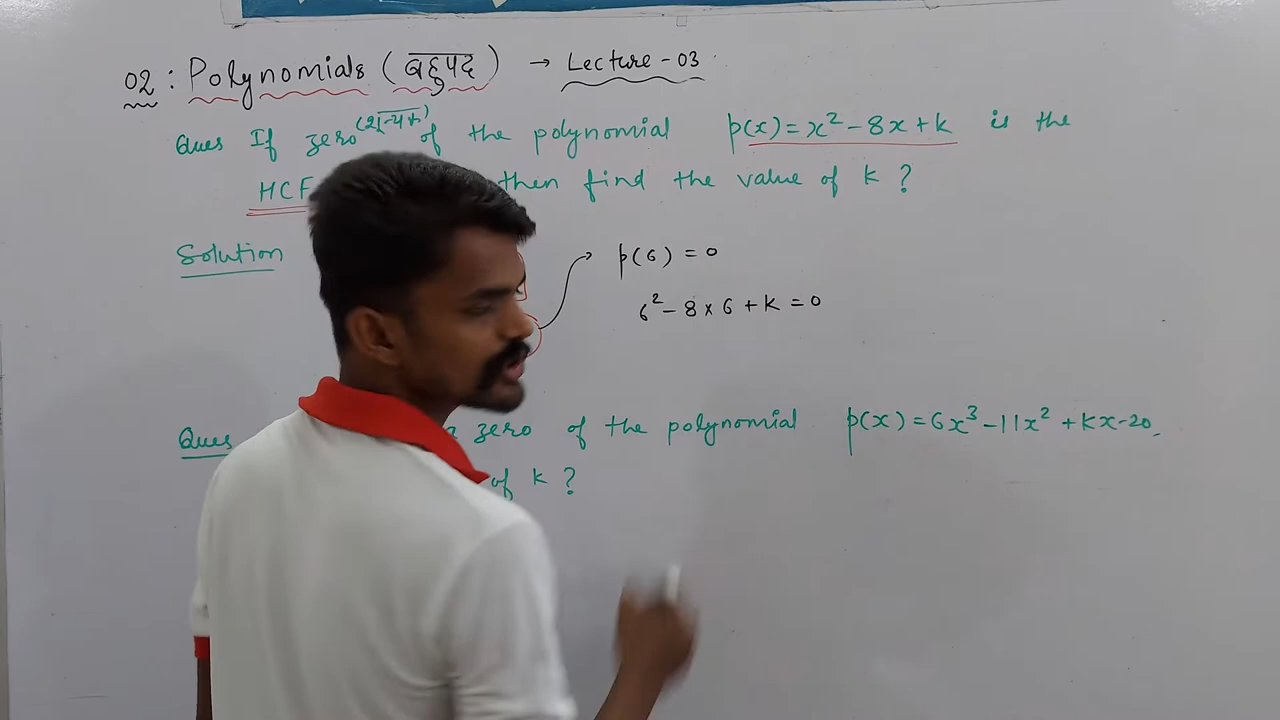 02 : Polynomials (बहुपद) → Lecture - 03
Ques If zero of the polynomial p(x) = x² - 8x + k is the
HCF then find the value of k ?
Solution
p(6) = 0
6² - 8 × 6 + k = 0
Ques zero of the polynomial p(x) = 6x³ - 11x² + kx - 20,
of k ?